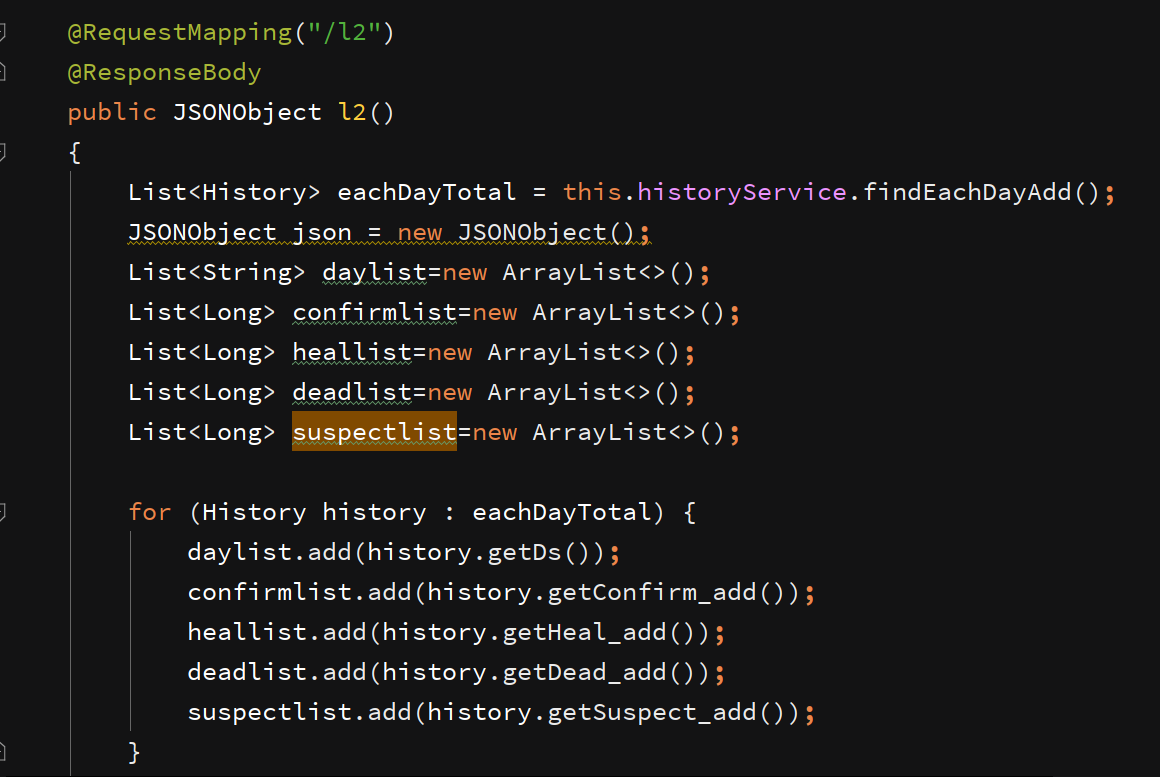 @RequestMapping("/l2")
@ResponseBody
public JSONObject l2()
{
List<History> eachDayTotal = this.historyService.findEachDayAdd();
JSONObject json = new JSONObject();
List<String> daylist=new ArrayList<>();
List<Long> confirmlist=new ArrayList<>();
List<Long> heallist=new ArrayList<>();
List<Long> deadlist=new ArrayList<>();
List<Long> suspectlist=new ArrayList<>();
for (History history : eachDayTotal) {
daylist.add(history.getDs());
confirmlist.add(history.getConfirm_add());
heallist.add(history.getHeal_add());
deadlist.add(history.getDead_add());
suspectlist.add(history.getSuspect_add());
}